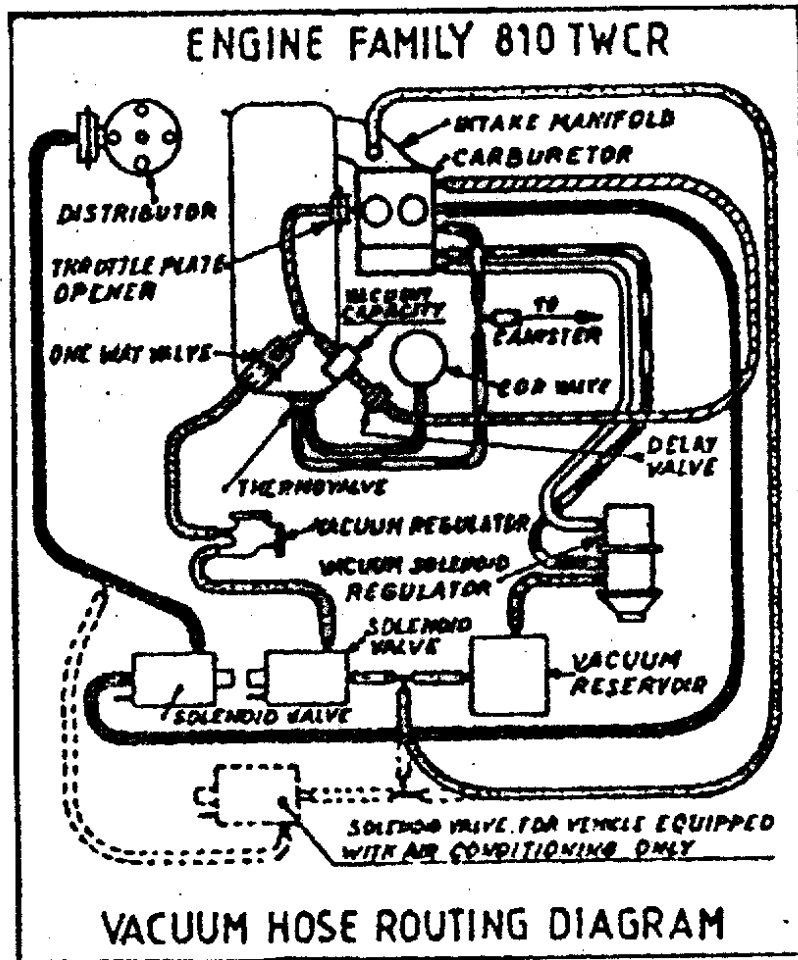 ENGINE FAMILY 810 TWCR
INTAKE MANIFOLD
CARBURETOR
DISTRIBUTOR
THROTTLE PLATE
OPENER
VACUUM
CAPACITY
TO
CANISTER
ONE WAY VALVE
EGR VALVE
DELAY
VALVE
THERMOVALVE
VACUUM REGULATOR
VACUUM SOLENOID
REGULATOR
SOLENOID
VALVE
VACUUM
RESERVOIR
SOLENOID VALVE
SOLENOID VALVE FOR VEHICLE EQUIPPED
WITH AIR CONDITIONING ONLY
VACUUM HOSE ROUTING DIAGRAM